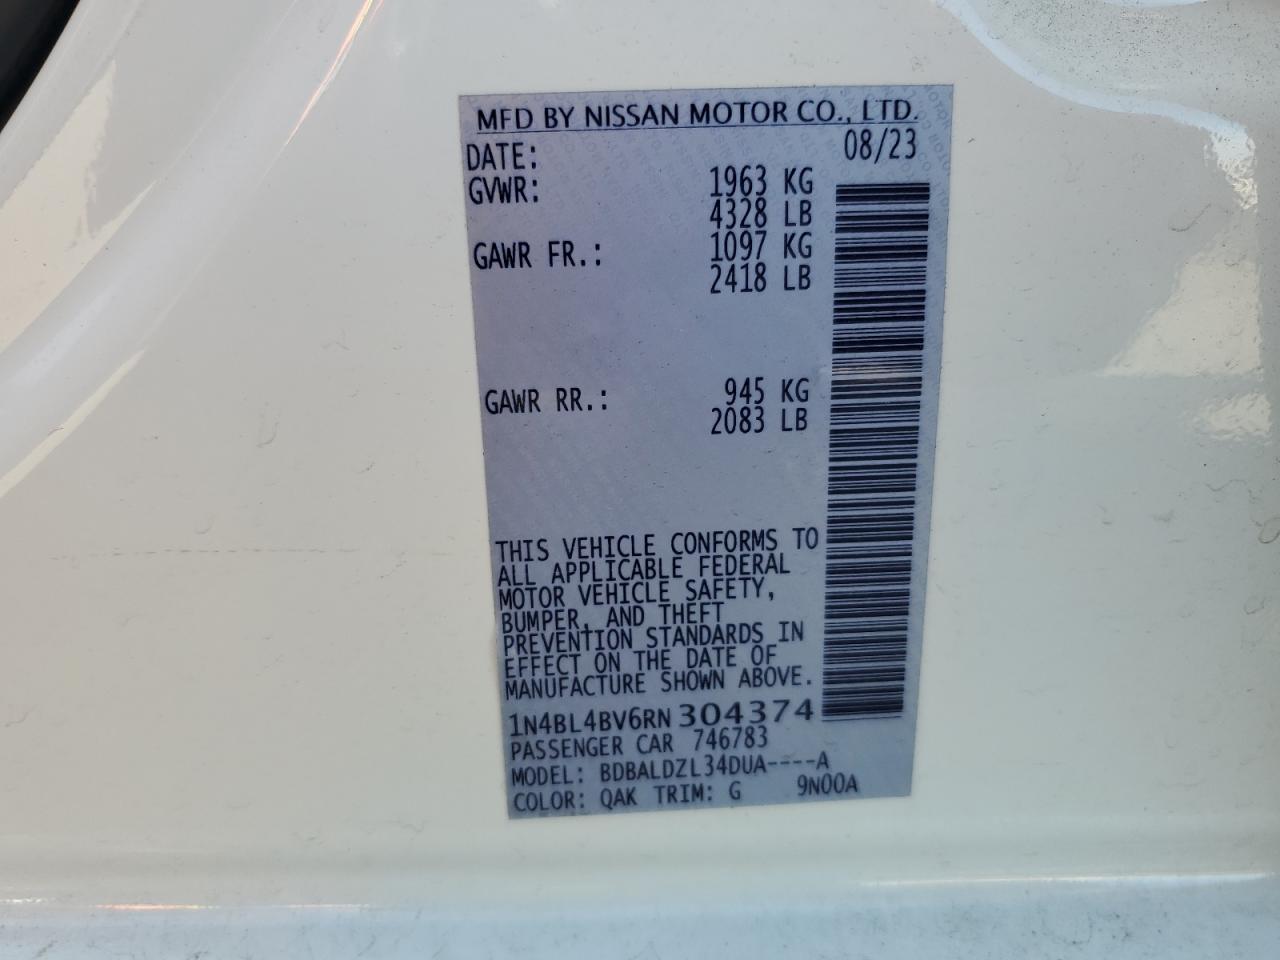 MFD BY NISSAN MOTOR CO., LTD.
DATE: 08/23
GVWR: 1963 KG
4328 LB
GAWR FR.: 1097 KG
2418 LB
GAWR RR.: 945 KG
2083 LB
THIS VEHICLE CONFORMS TO
ALL APPLICABLE FEDERAL
MOTOR VEHICLE SAFETY,
BUMPER, AND THEFT
PREVENTION STANDARDS IN
EFFECT ON THE DATE OF
MANUFACTURE SHOWN ABOVE.
1N4BL4BV6RN304374
PASSENGER CAR 746783
MODEL: BDBALDZL34DUA----A
COLOR: QAK TRIM: G 9N00A